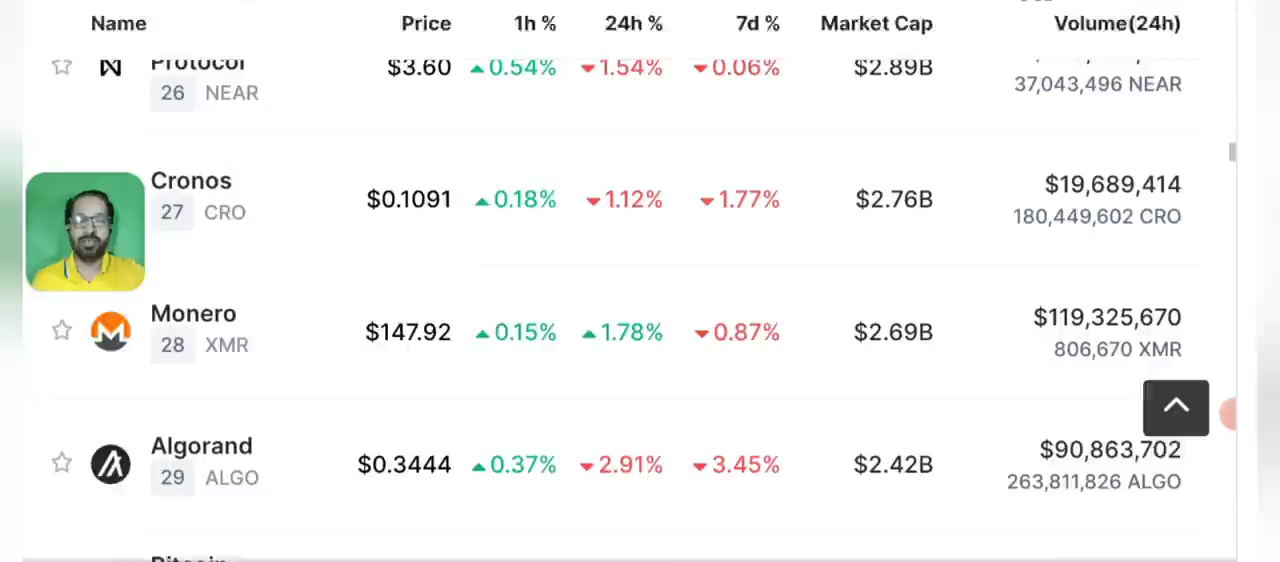 Name Price 1h % 24h % 7d % Market Cap Volume(24h)
Protocol $3.60 0.54% 1.54% 0.06% $2.89B
26 NEAR 37,043,496 NEAR
Cronos $0.1091 0.18% 1.12% 1.77% $2.76B $19,689,414
27 CRO 180,449,602 CRO
Monero $147.92 0.15% 1.78% 0.87% $2.69B $119,325,670
28 XMR 806,670 XMR
Algorand $0.3444 0.37% 2.91% 3.45% $2.42B $90,863,702
29 ALGO 263,811,826 ALGO